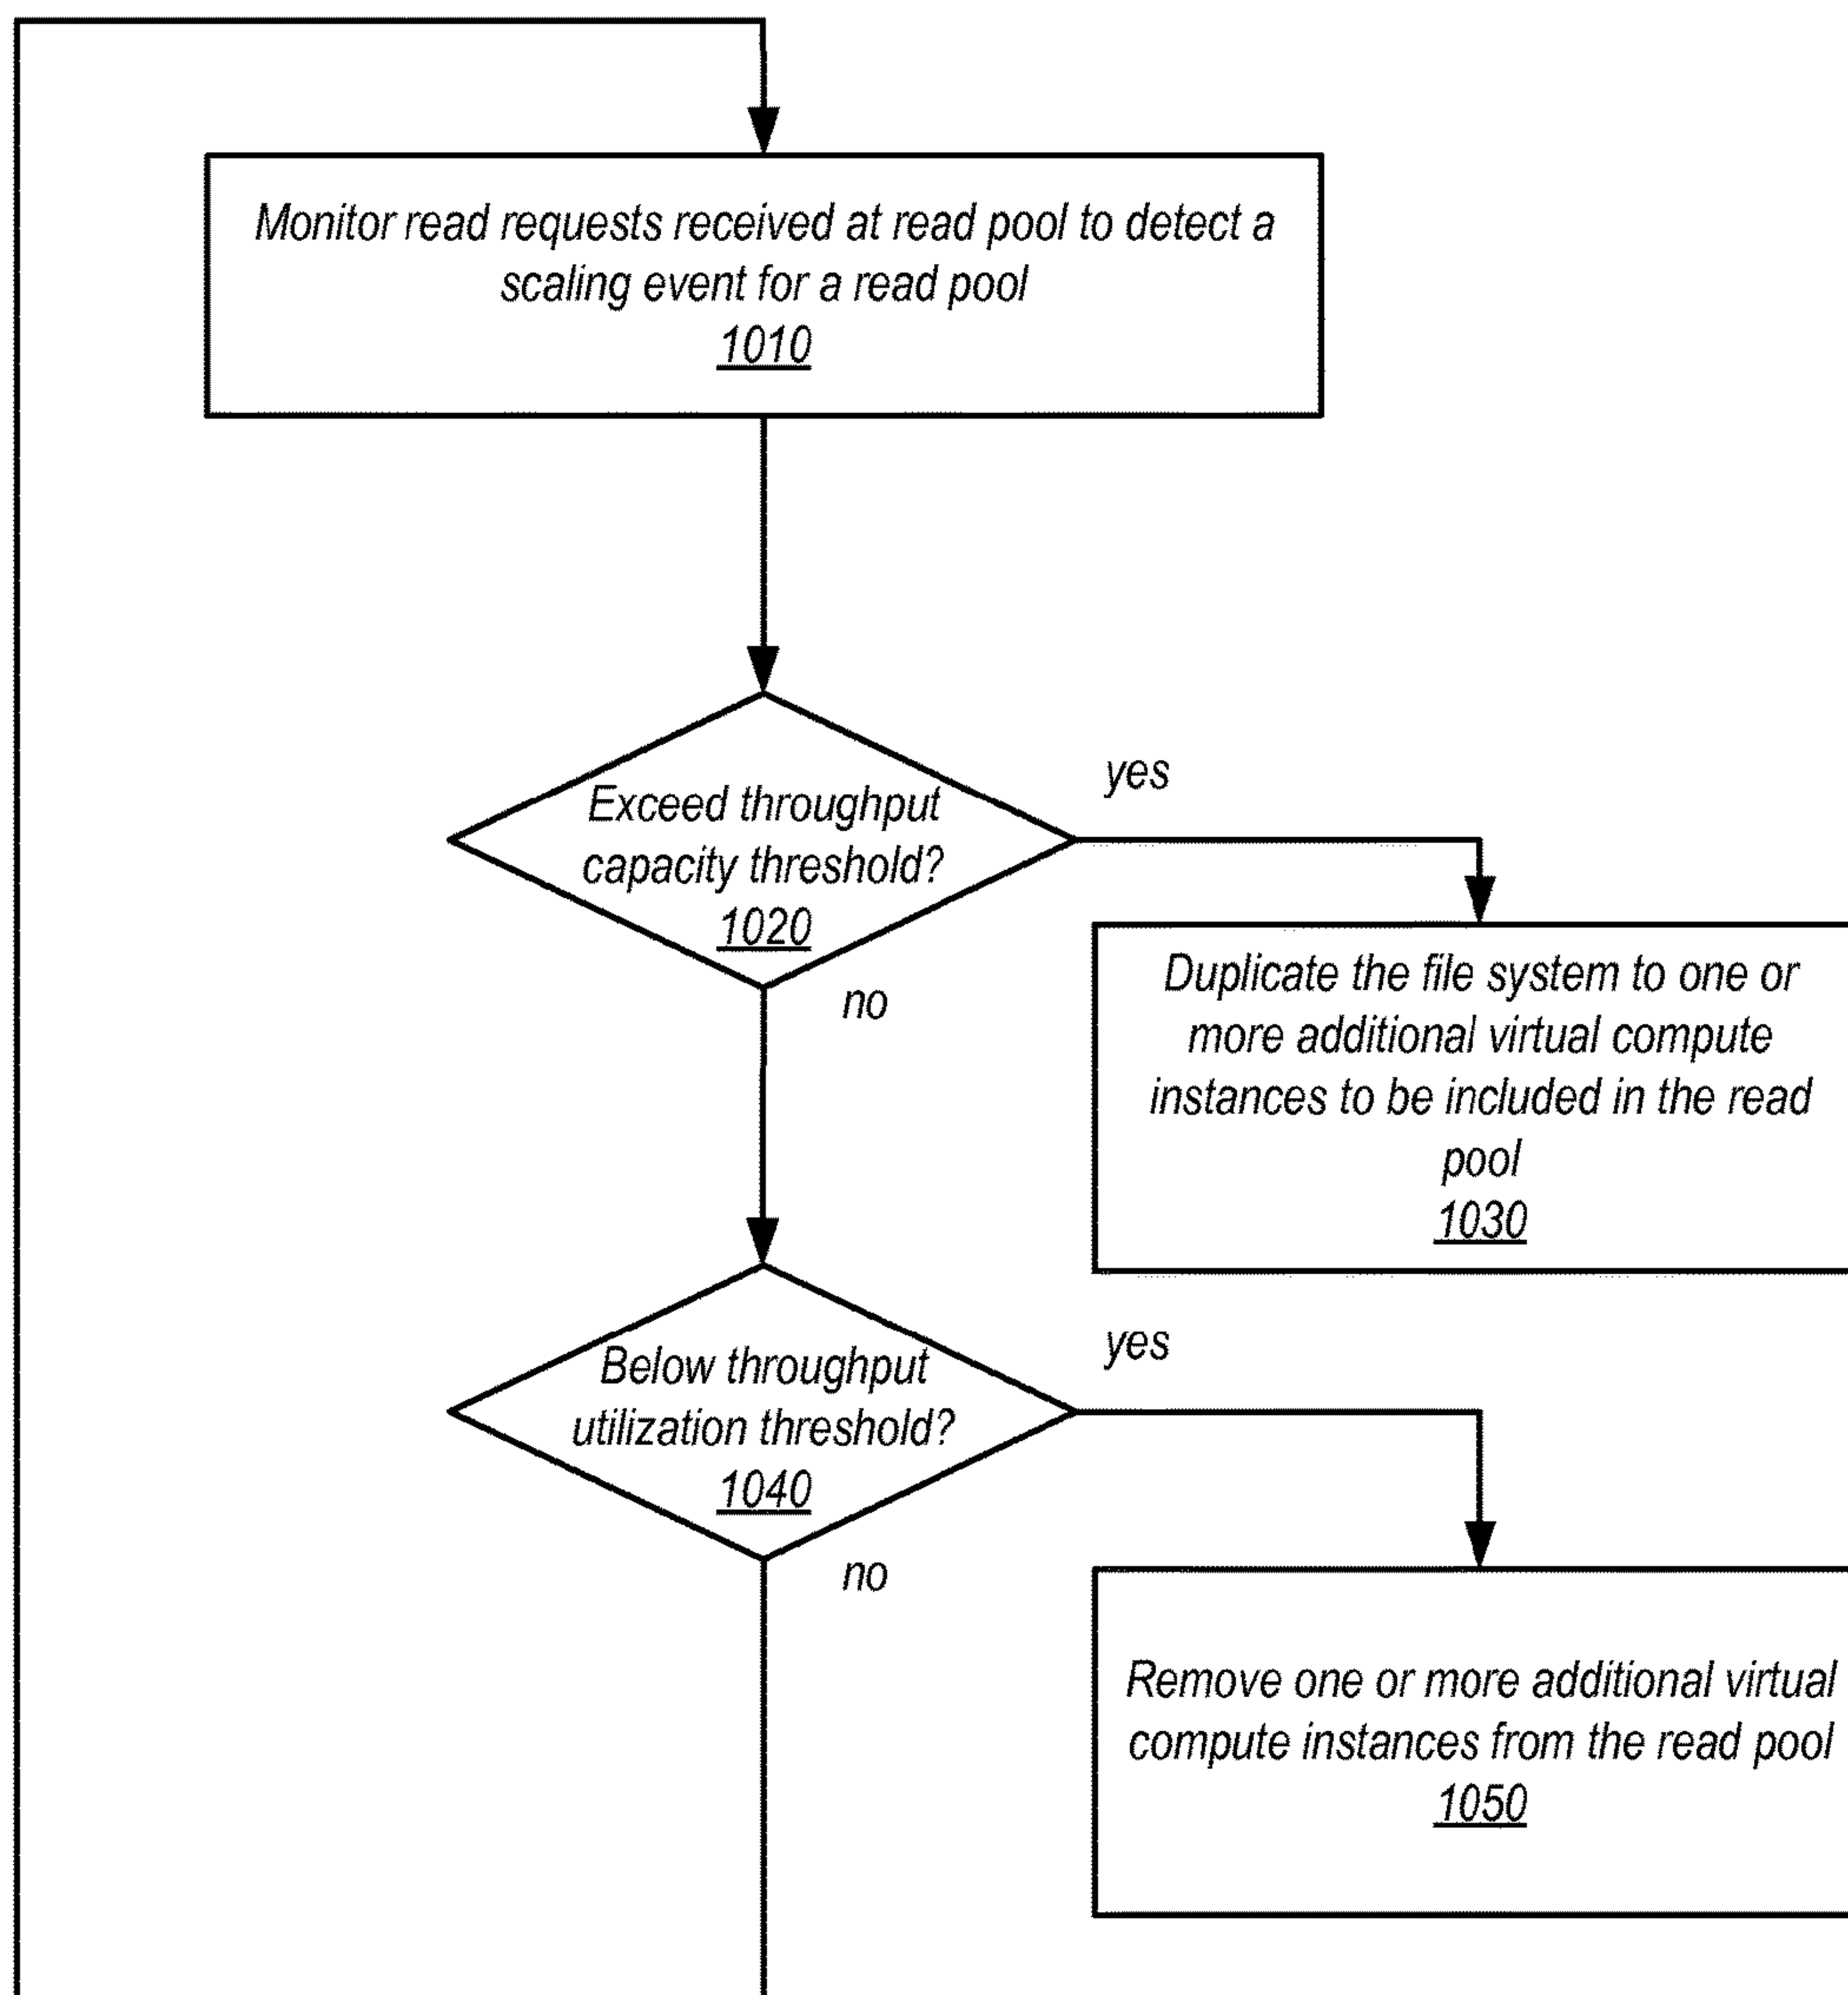 Monitor read requests received at read pool to detect a
scaling event for a read pool
1010
Exceed throughput
capacity threshold?
1020
yes
no
Duplicate the file system to one or
more additional virtual compute
instances to be included in the read
pool
1030
Below throughput
utilization threshold?
1040
yes
no
Remove one or more additional virtual
compute instances from the read pool
1050